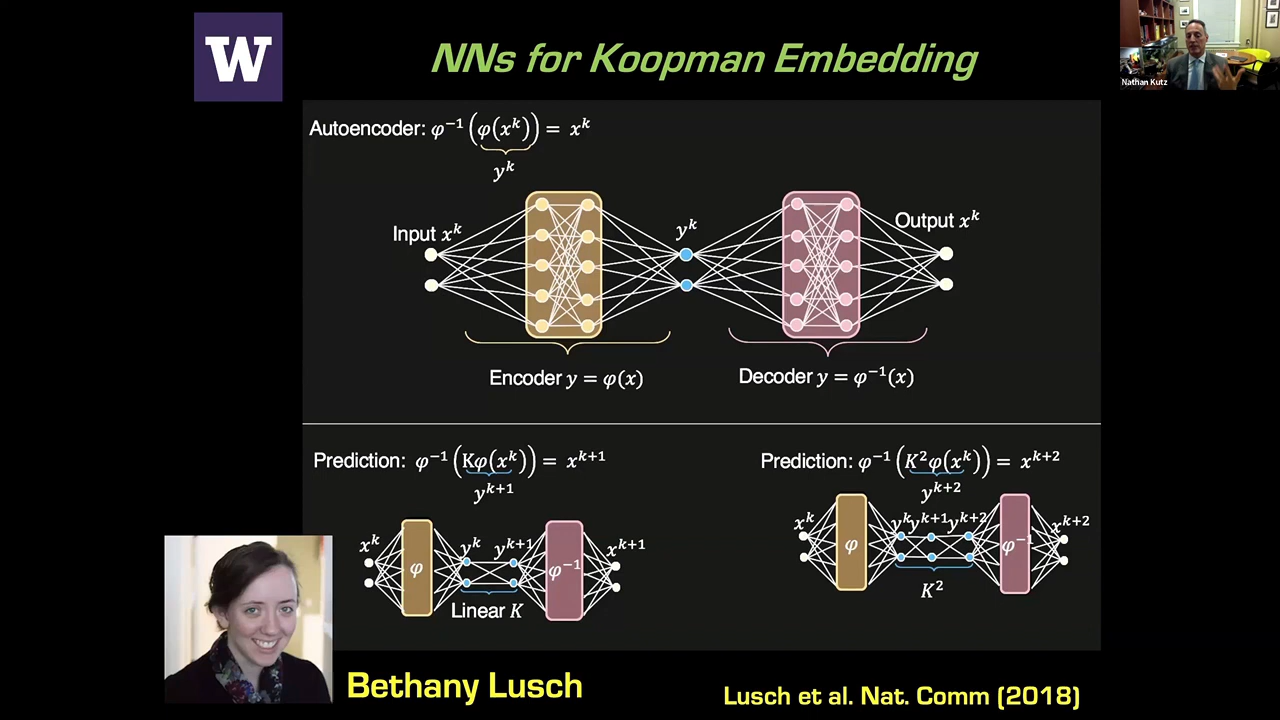 W
NNs for Koopman Embedding
Nathan Kutz
Autoencoder: φ⁻¹(φ(xᵏ)) = xᵏ
yᵏ
Input xᵏ
yᵏ
Output xᵏ
Encoder y = φ(x)
Decoder y = φ⁻¹(x)
Prediction: φ⁻¹(Kφ(xᵏ)) = xᵏ⁺¹
yᵏ⁺¹
xᵏ
φ
yᵏ
yᵏ⁺¹
φ⁻¹
xᵏ⁺¹
Linear K
Prediction: φ⁻¹(K²φ(xᵏ)) = xᵏ⁺²
yᵏ⁺²
xᵏ
φ
yᵏ
yᵏ⁺¹
yᵏ⁺²
φ⁻¹
xᵏ⁺²
K²
Bethany Lusch
Lusch et al. Nat. Comm (2018)